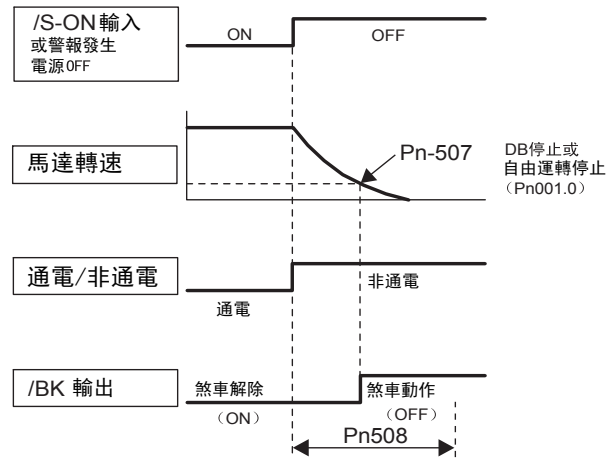 /S-ON輸入
或警報發生
電源OFF
ON
OFF
馬達轉速
Pn-507
DB停止或
自由運轉停止
（Pn001.0）
通電/非通電
通電
非通電
/BK 輸出
煞車解除
（ON）
煞車動作
（OFF）
Pn508